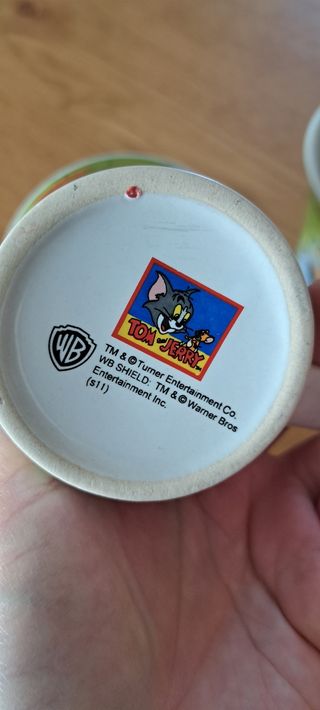 TOM AND JERRY
WB
TM & © Turner Entertainment Co.
WB SHIELD: TM & © Warner Bros
Entertainment Inc.
(s11)